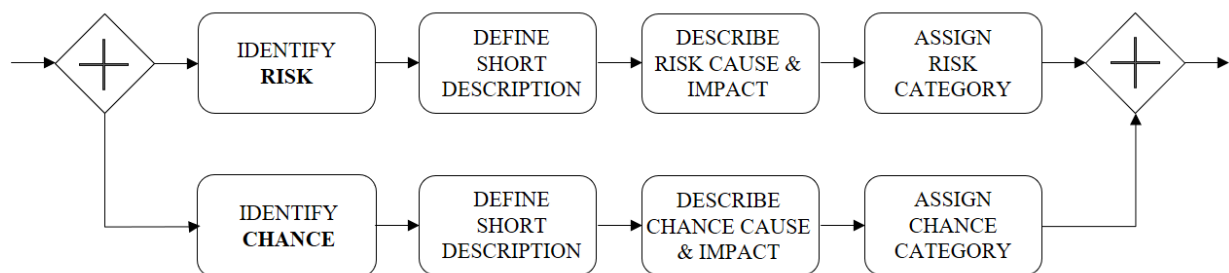 IDENTIFY
RISK
DEFINE
SHORT
DESCRIPTION
DESCRIBE
RISK CAUSE &
IMPACT
ASSIGN
RISK
CATEGORY
IDENTIFY
CHANCE
DEFINE
SHORT
DESCRIPTION
DESCRIBE
CHANCE CAUSE
& IMPACT
ASSIGN
CHANCE
CATEGORY